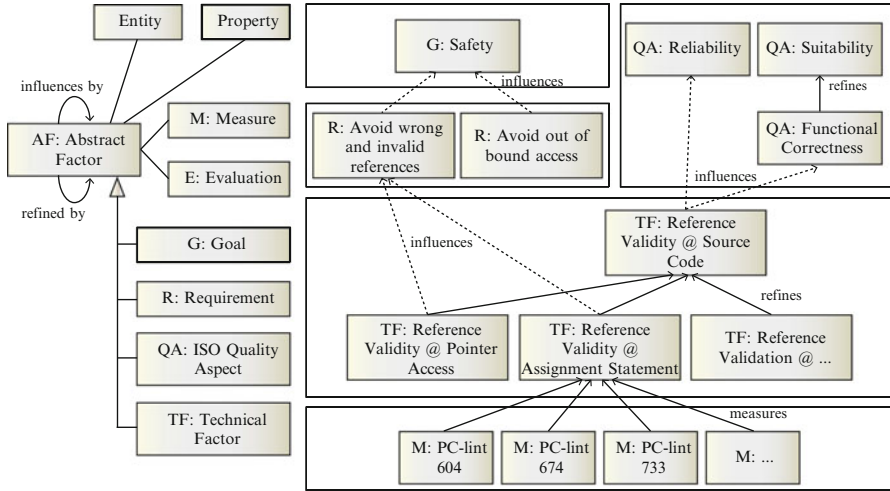 Entity
Property
influences by
AF: Abstract
Factor
refined by
M: Measure
E: Evaluation
G: Goal
R: Requirement
QA: ISO Quality
Aspect
TF: Technical
Factor
G: Safety
influences
R: Avoid wrong
and invalid
references
R: Avoid out of
bound access
QA: Reliability
QA: Suitability
refines
QA: Functional
Correctness
influences
TF: Reference
Validity @ Source
Code
influences
refines
TF: Reference
Validity @ Pointer
Access
TF: Reference
Validity @
Assignment Statement
TF: Reference
Validation @ ...
measures
M: PC-lint
604
M: PC-lint
674
M: PC-lint
733
M: ...